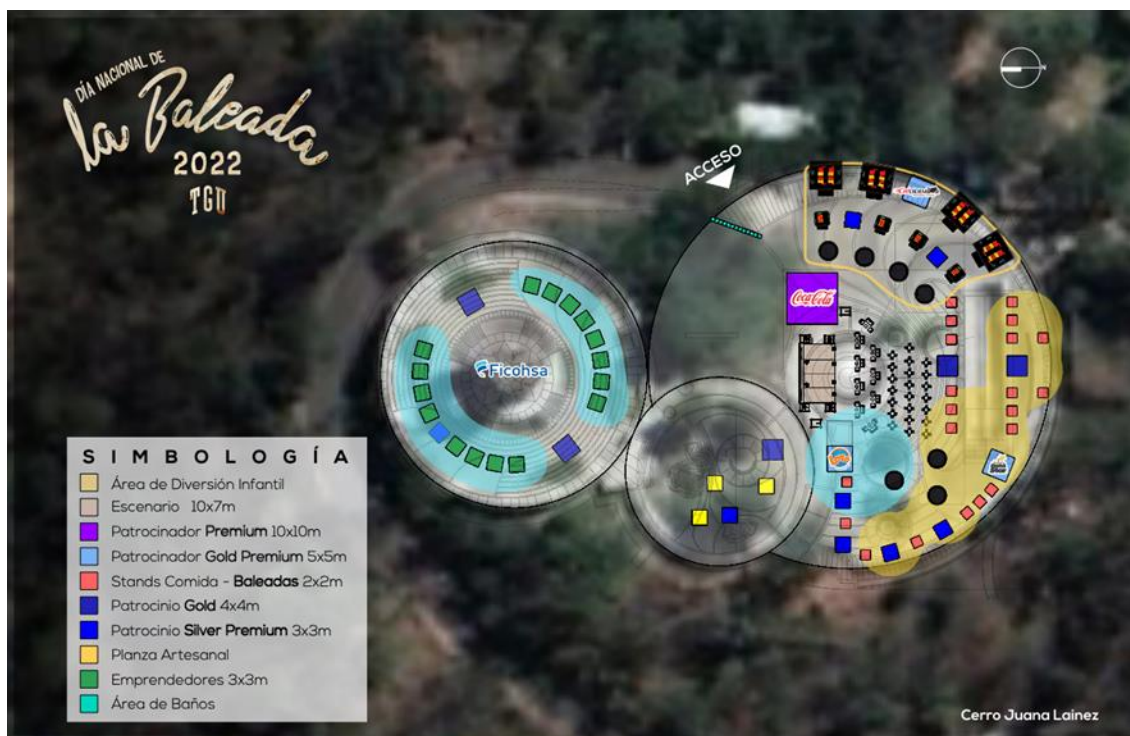 DÍA NACIONAL DE
la Baleada
2022
TGU
N
ACCESO
Coca-Cola
Ficohsa
SIMBOLOGÍA
Área de Diversión Infantil
Escenario 10x7m
Patrocinador Premium 10x10m
Patrocinador Gold Premium 5x5m
Stands Comida - Baleadas 2x2m
Patrocinio Gold 4x4m
Patrocinio Silver Premium 3x3m
Planza Artesanal
Emprendedores 3x3m
Área de Baños
Cerro Juana Lainez